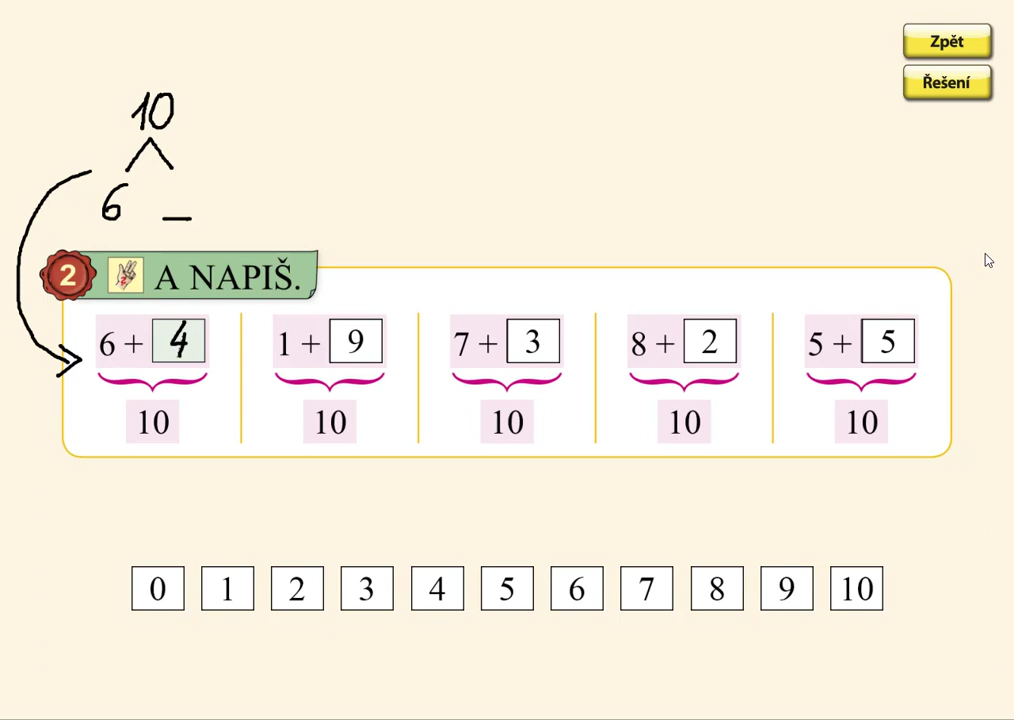 Zpět
Řešení
10
6 _
2 A NAPIŠ.
6 + 4 1 + 9 7 + 3 8 + 2 5 + 5
10 10 10 10 10
0 1 2 3 4 5 6 7 8 9 10